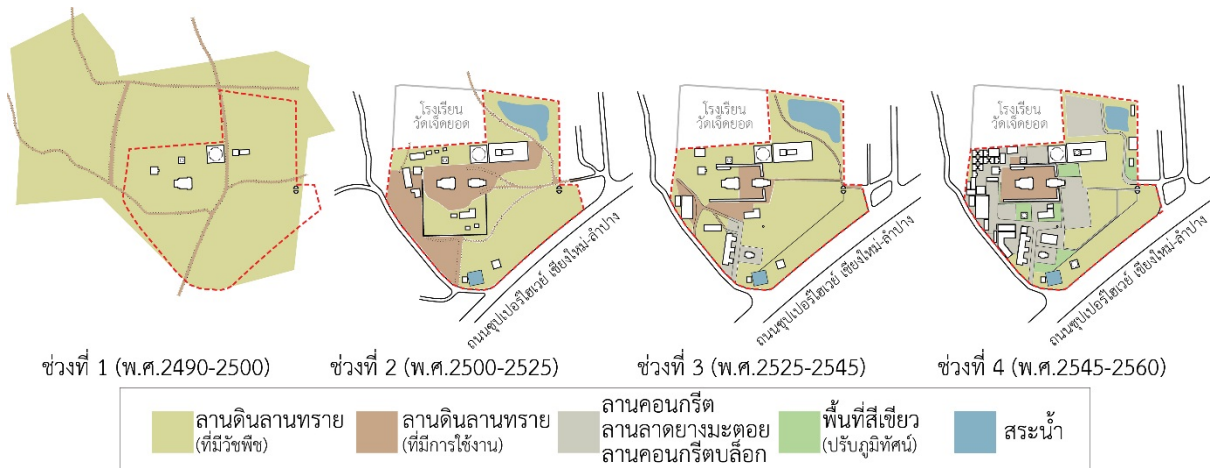 โรงเรียน
วัดเจ็ดยอด
โรงเรียน
วัดเจ็ดยอด
โรงเรียน
วัดเจ็ดยอด
ถนนซุปเปอร์ไฮเวย์ เชียงใหม่-ลำปาง
ถนนซุปเปอร์ไฮเวย์ เชียงใหม่-ลำปาง
ถนนซุปเปอร์ไฮเวย์ เชียงใหม่-ลำปาง
ช่วงที่ 1 (พ.ศ.2490-2500)
ช่วงที่ 2 (พ.ศ.2500-2525)
ช่วงที่ 3 (พ.ศ.2525-2545)
ช่วงที่ 4 (พ.ศ.2545-2560)
ลานดินลานทราย
(ที่มีวัชพืช)
ลานดินลานทราย
(ที่มีการใช้งาน)
ลานคอนกรีต
ลานลาดยางมะตอย
ลานคอนกรีตบล็อก
พื้นที่สีเขียว
(ปรับภูมิทัศน์)
สระน้ำ